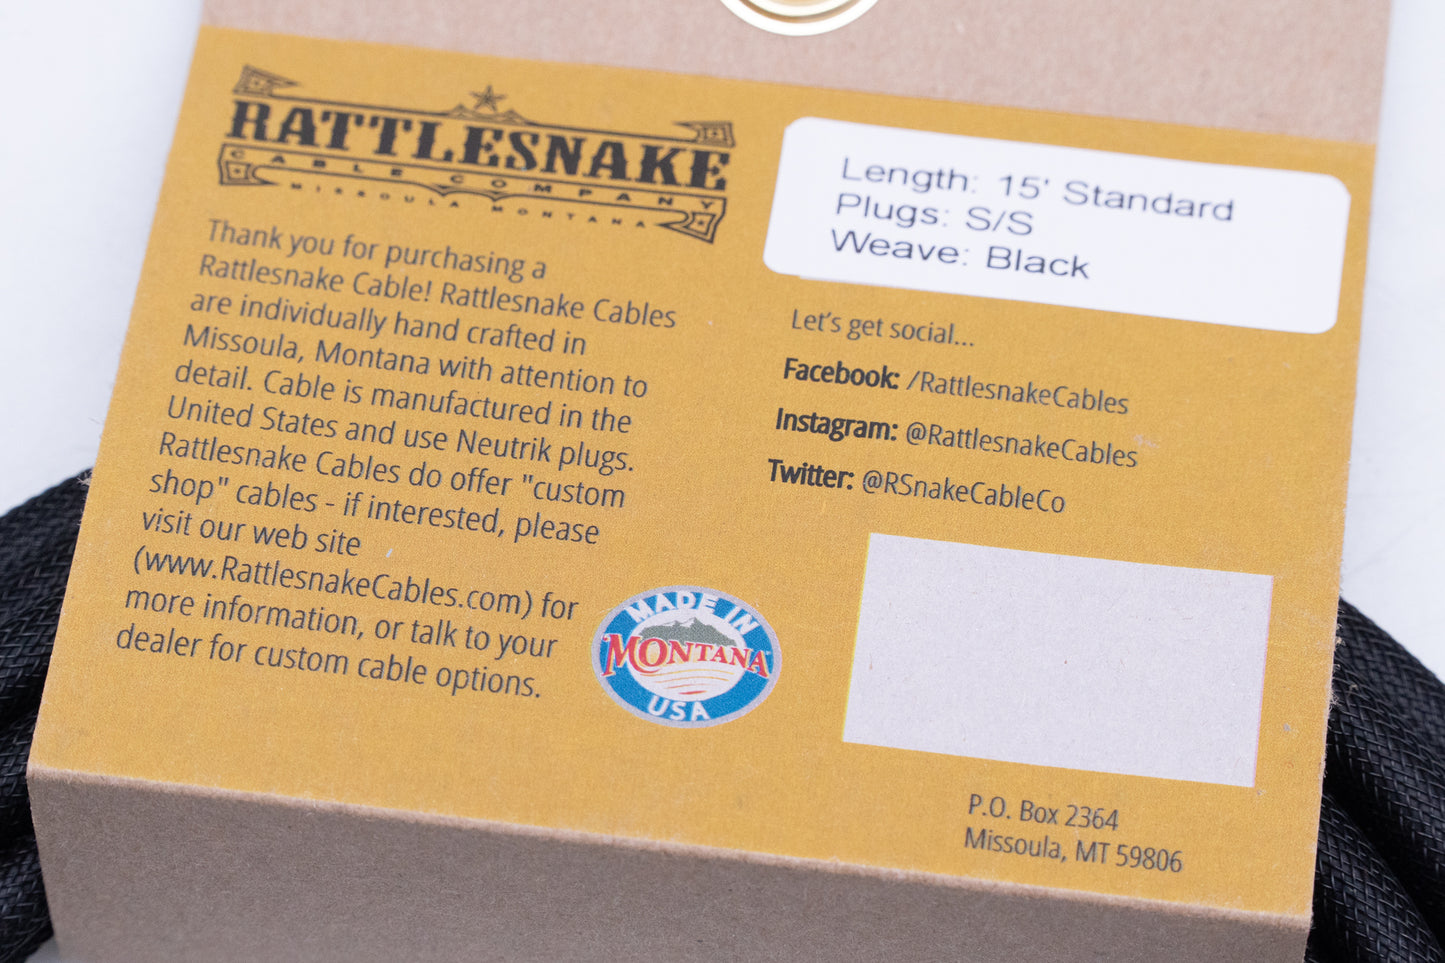 RATTLESNAKE
CABLE COMPANY
MISSOULA MONTANA
Thank you for purchasing a
Rattlesnake Cable! Rattlesnake Cables
are individually hand crafted in
Missoula, Montana with attention to
detail. Cable is manufactured in the
United States and use Neutrik plugs.
Rattlesnake Cables do offer "custom
shop" cables - if interested, please
visit our web site
(www.RattlesnakeCables.com) for
more information, or talk to your
dealer for custom cable options.
MADE IN
MONTANA
USA
Length: 15' Standard
Plugs: S/S
Weave: Black
Let's get social...
Facebook: /RattlesnakeCables
Instagram: @RattlesnakeCables
Twitter: @RSnakeCableCo
P.O. Box 2364
Missoula, MT 59806